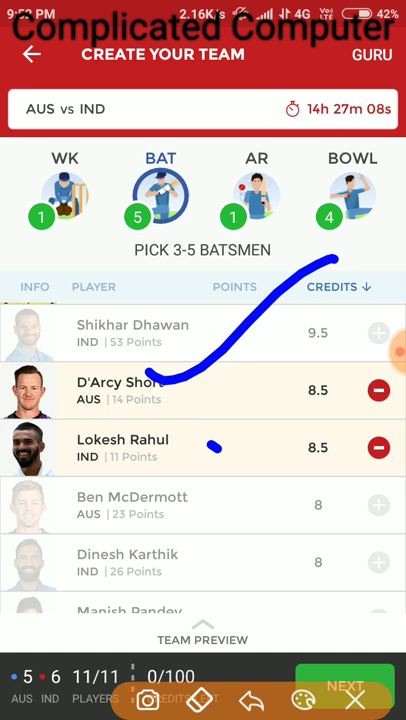 9:52 PM 2.16K/s 4G VoLTE 42%
Complicated Computer
CREATE YOUR TEAM GURU
AUS vs IND 14h 27m 08s
WK BAT AR BOWL
1 5 1 4
PICK 3-5 BATSMEN
INFO PLAYER POINTS CREDITS
Shikhar Dhawan
IND | 53 Points 9.5
D'Arcy Short
AUS | 14 Points 8.5
Lokesh Rahul
IND | 11 Points 8.5
Ben McDermott
AUS | 23 Points 8
Dinesh Karthik
IND | 26 Points 8
Manish Pandey
TEAM PREVIEW
5 6 11/11 0/100 NEXT
AUS IND PLAYERS